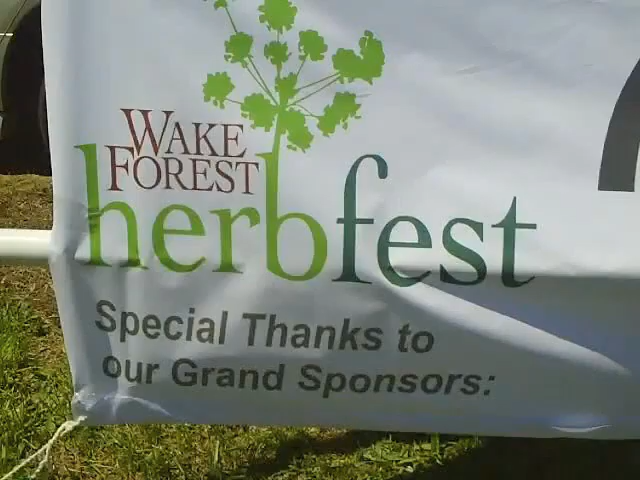 WAKE
FOREST
herbfest
Special Thanks to
our Grand Sponsors: